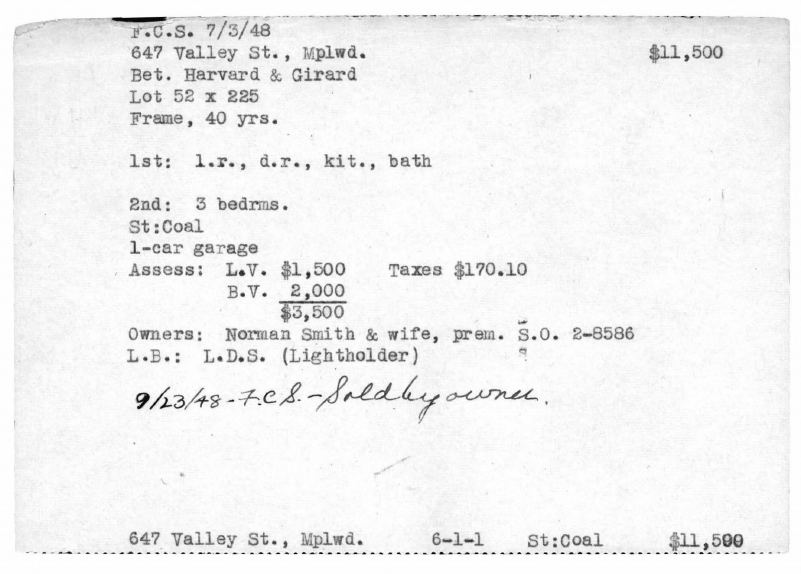 F.C.S. 7/3/48
647 Valley St., Mplwd. $11,500
Bet. Harvard & Girard
Lot 52 x 225
Frame, 40 yrs.
1st: l.r., d.r., kit., bath
2nd: 3 bedrms.
St:Coal
1-car garage
Assess: L.V. $1,500 Taxes $170.10
B.V. 2,000
$3,500
Owners: Norman Smith & wife, prem. S.O. 2-8586
L.B.: L.D.S. (Lightholder)
9/23/48 - F.C.S. - Sold by owner.
647 Valley St., Mplwd. 6-1-1 St:Coal $11,500